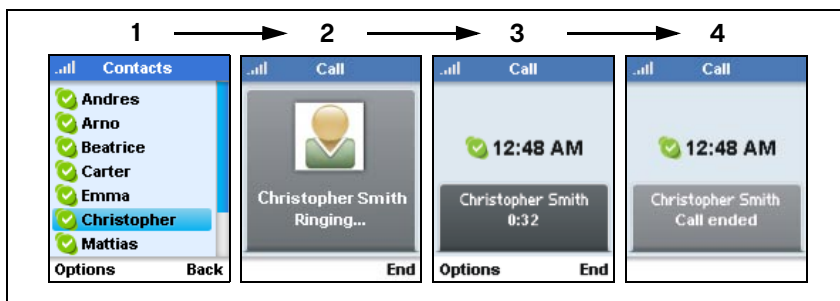 1 2 3 4
Contacts
Andres
Arno
Beatrice
Carter
Emma
Christopher
Mattias
Options Back
Call
Christopher Smith
Ringing...
End
Call
12:48 AM
Christopher Smith
0:32
Options End
Call
12:48 AM
Christopher Smith
Call ended